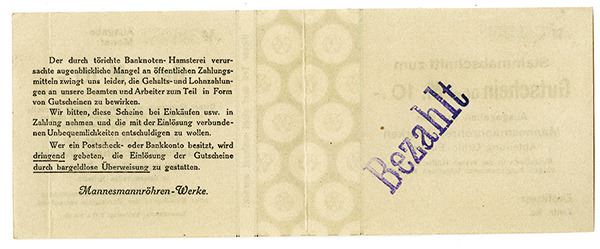 Der durch törichte Banknoten-Hamsterei verur-
sachte augenblickliche Mangel an öffentlichen Zahlungs-
mitteln zwingt uns leider, die Gehalts- und Lohnzahlun-
gen an unsere Beamten und Arbeiter zum Teil in Form
von Gutscheinen zu bewirken.
Wir bitten, diese Scheine bei Einkäufen usw. in
Zahlung nehmen und die mit der Einlösung verbunde-
nen Unbequemlichkeiten entschuldigen zu wollen.
Wer ein Postscheck- oder Bankkonto besitzt, wird
dringend gebeten, die Einlösung der Gutscheine
durch bargeldlose Überweisung zu gestatten.
Mannesmannröhren-Werke.
Bezahlt